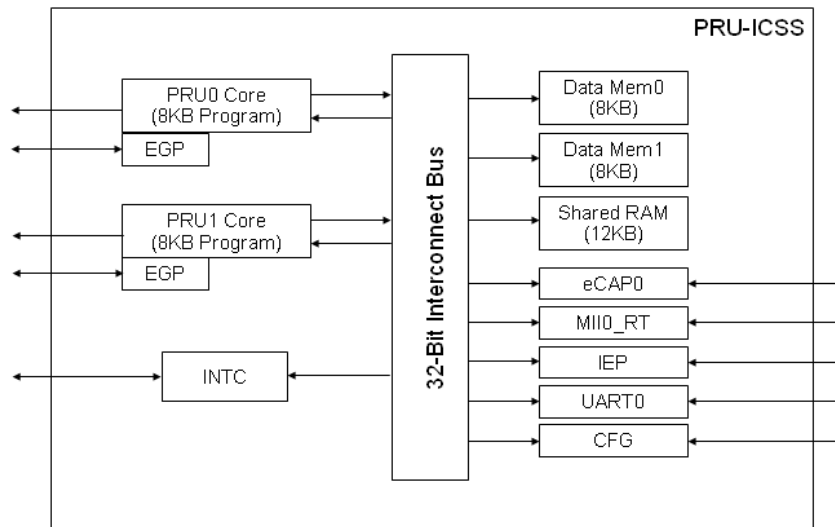 PRU-ICSS
PRU0 Core
(8KB Program)
EGP
PRU1 Core
(8KB Program)
EGP
INTC
32-Bit Interconnect Bus
Data Mem0
(8KB)
Data Mem1
(8KB)
Shared RAM
(12KB)
eCAP0
MII0_RT
IEP
UART0
CFG